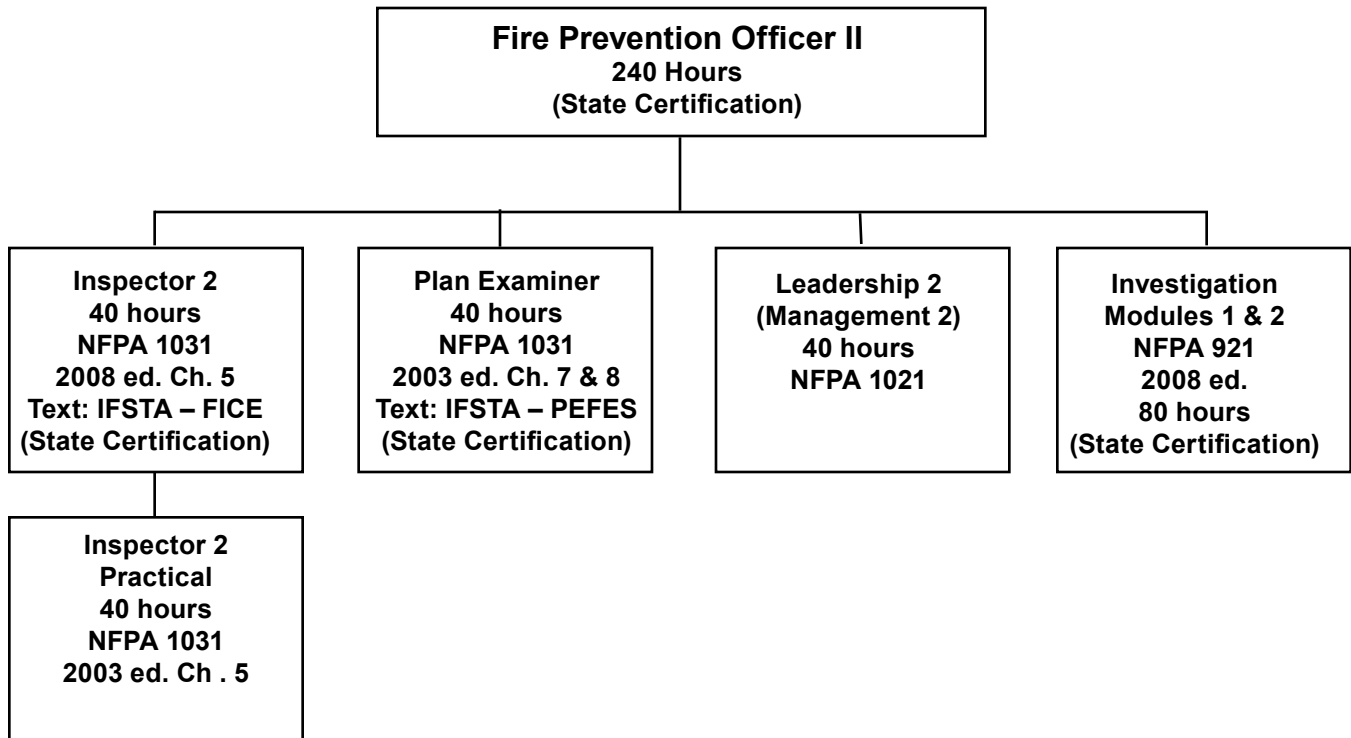 Fire Prevention Officer II
240 Hours
(State Certification)
Inspector 2
40 hours
NFPA 1031
2008 ed. Ch. 5
Text: IFSTA – FICE
(State Certification)
Plan Examiner
40 hours
NFPA 1031
2003 ed. Ch. 7 & 8
Text: IFSTA – PEFES
(State Certification)
Leadership 2
(Management 2)
40 hours
NFPA 1021
Investigation
Modules 1 & 2
NFPA 921
2008 ed.
80 hours
(State Certification)
Inspector 2
Practical
40 hours
NFPA 1031
2003 ed. Ch . 5